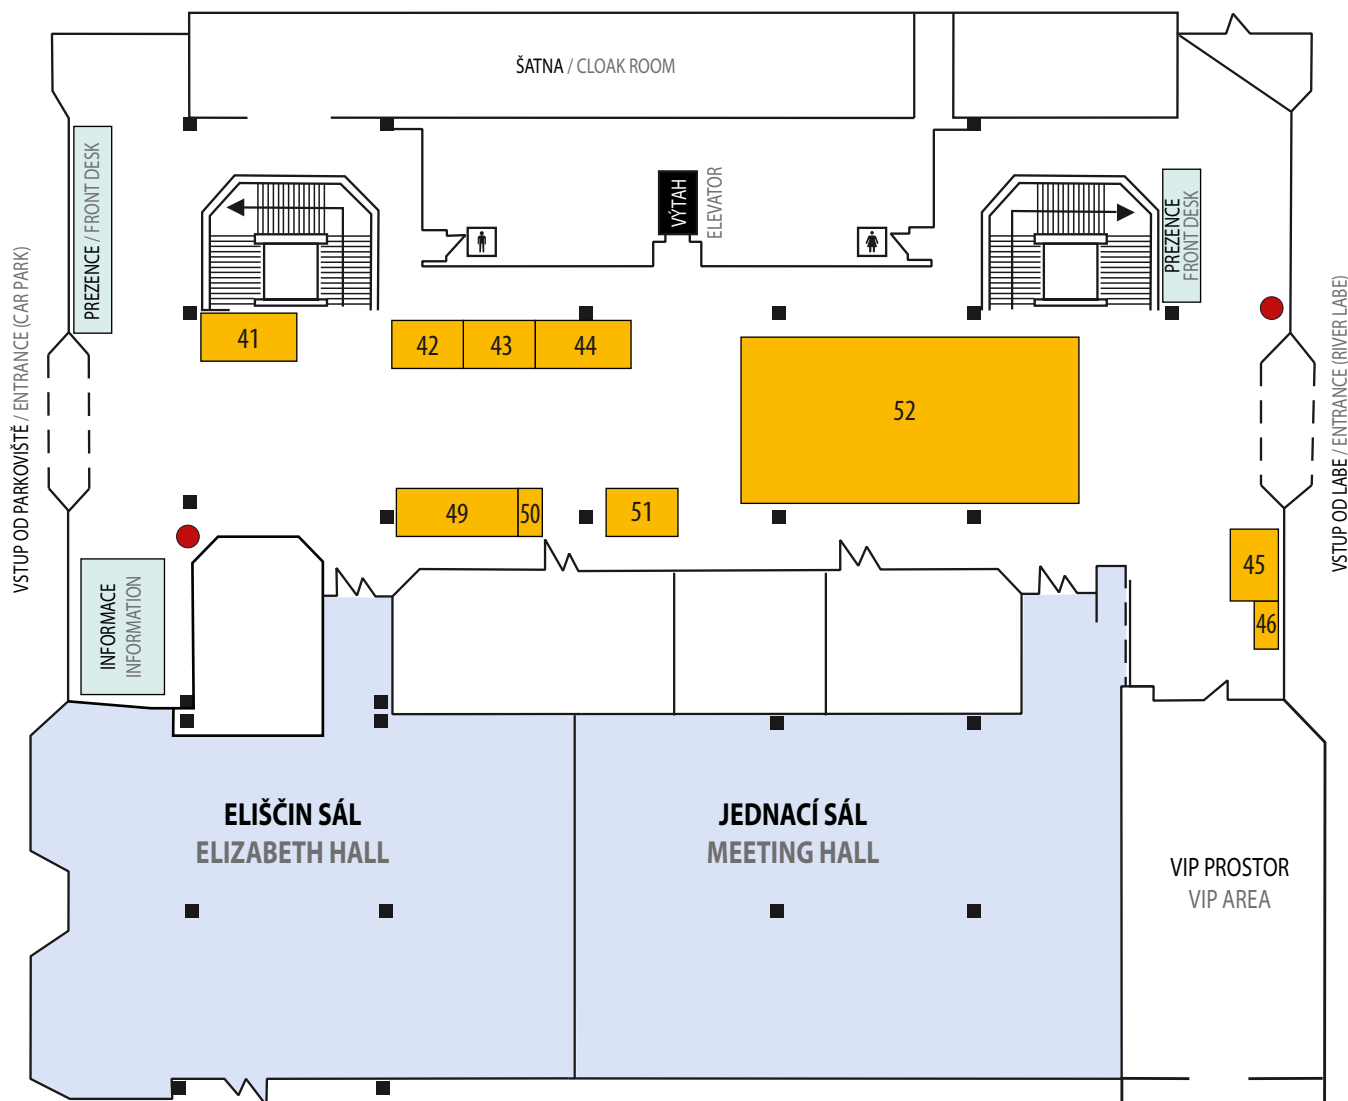 ŠATNA / CLOAK ROOM
PREZENCE / FRONT DESK
VÝTAH
ELEVATOR
PREZENCE
FRONT DESK
VSTUP OD PARKOVIŠTĚ / ENTRANCE (CAR PARK)
VSTUP OD LABE / ENTRANCE (RIVER LABE)
41
42
43
44
52
49
50
51
45
46
INFORMACE
INFORMATION
ELIŠČIN SÁL
ELIZABETH HALL
JEDNACÍ SÁL
MEETING HALL
VIP PROSTOR
VIP AREA